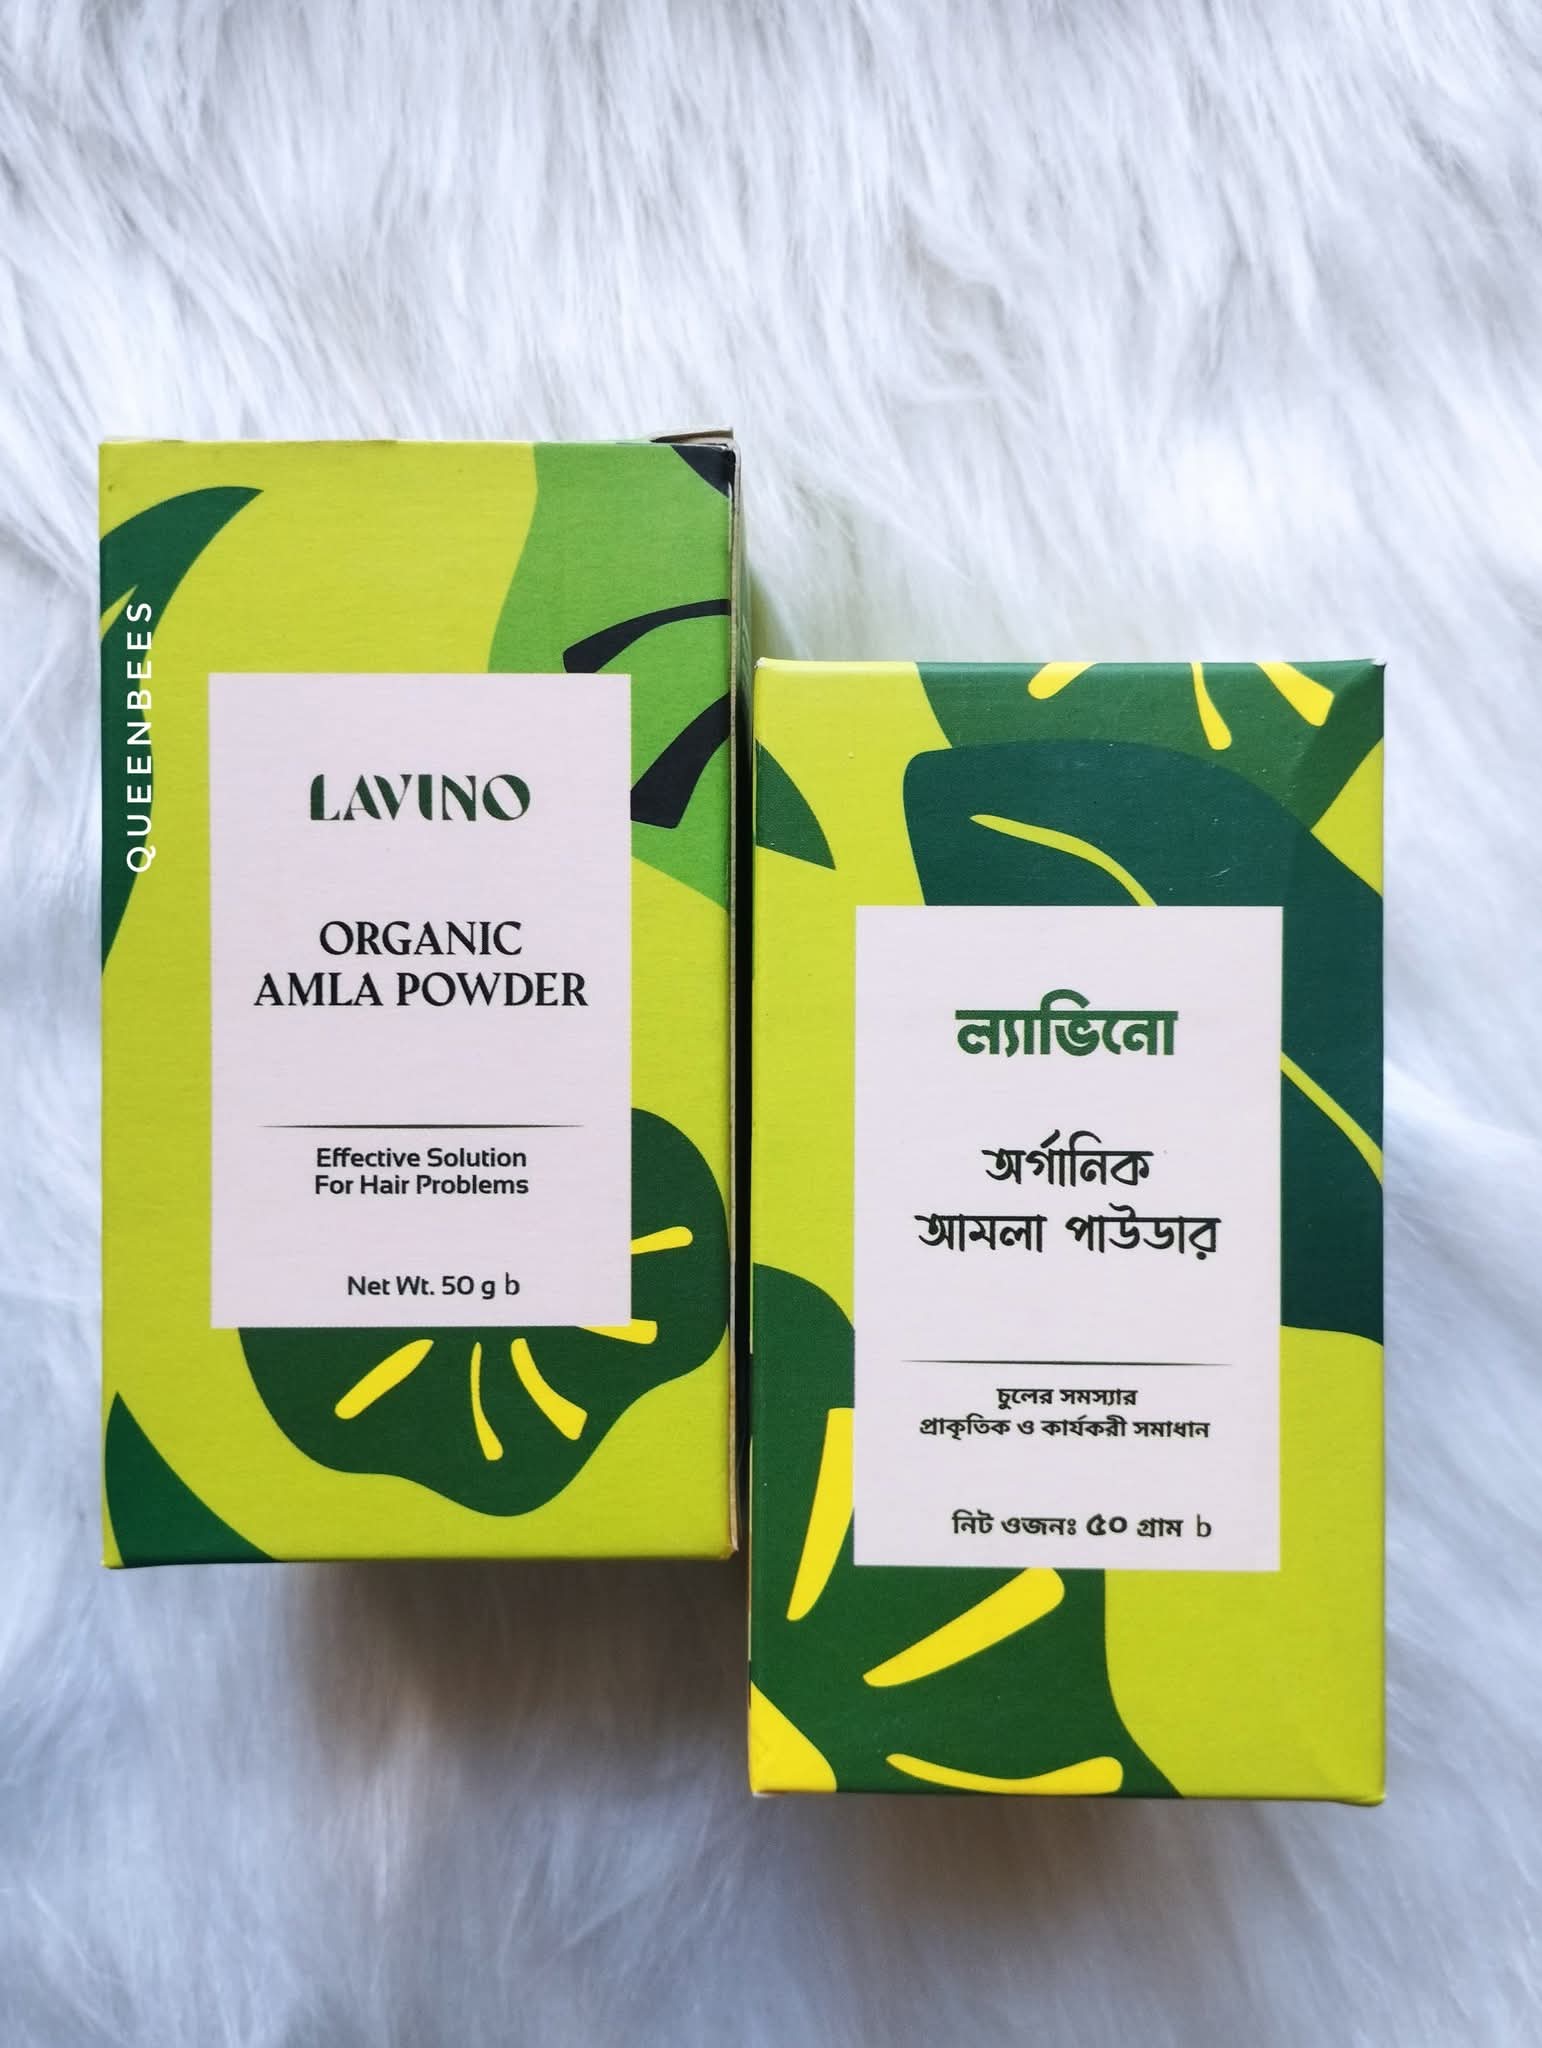 QUEENBEES
LAVINO
ORGANIC
AMLA POWDER
Effective Solution
For Hair Problems
Net Wt. 50 g b
ল্যাভিনো
অর্গানিক
আমলা পাউডার
চুলের সমস্যার
প্রাকৃতিক ও কার্যকরী সমাধান
নিট ওজনঃ ৫০ গ্রাম b